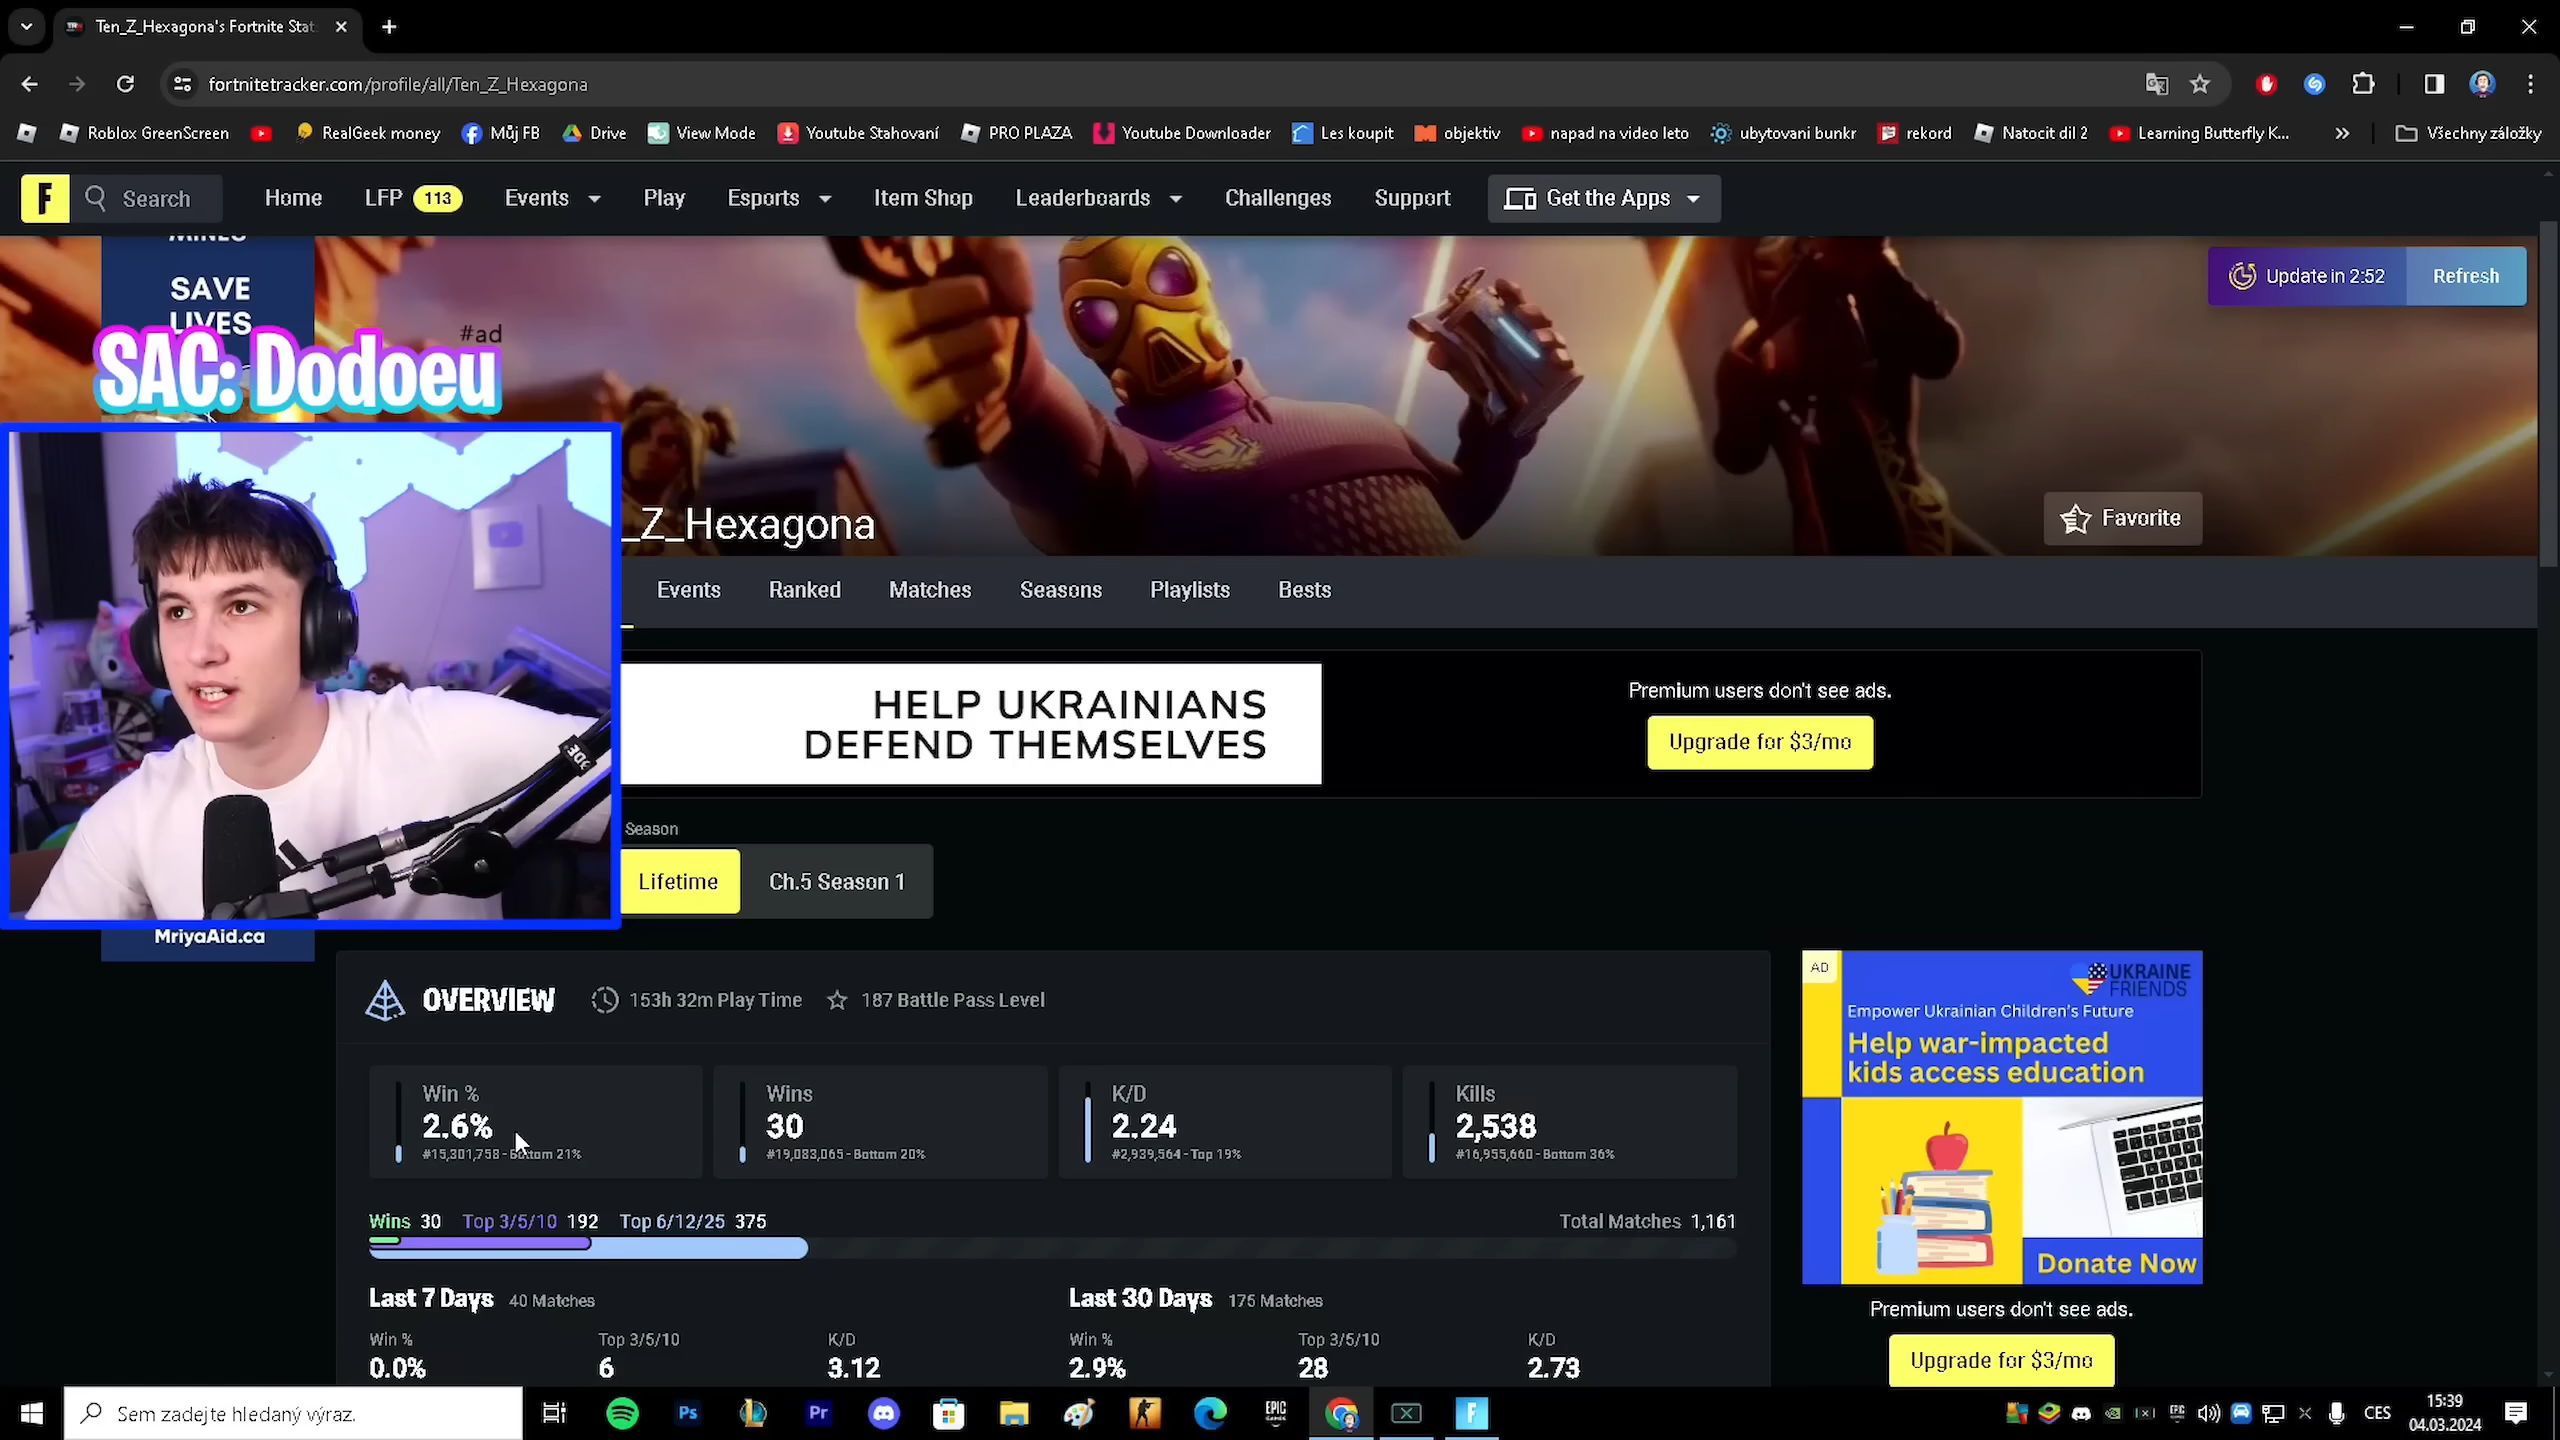 Ten_Z_Hexagona's Fortnite Stat
fortnitetracker.com/profile/all/Ten_Z_Hexagona
Roblox GreenScreen RealGeek money Můj FB Drive View Mode Youtube Stahovaní PRO PLAZA Youtube Downloader Les koupit objektiv napad na video leto ubytovani bunkr rekord Natocit dil 2 Learning Butterfly K... » Všechny záložky
F Search Home LFP 113 Events Play Esports Item Shop Leaderboards Challenges Support Get the Apps
SAVE
LIVES
Update in 2:52 Refresh
#ad
SAC: Dodoeu
_Z_Hexagona
Favorite
Events Ranked Matches Seasons Playlists Bests
HELP UKRAINIANS
DEFEND THEMSELVES
Premium users don't see ads.
Upgrade for $3/mo
Season
Lifetime Ch.5 Season 1
MriyaAid.ca
OVERVIEW 153h 32m Play Time 187 Battle Pass Level
Win % Wins K/D Kills
2.6% 30 2.24 2,538
#15,301,758 - Bottom 21% #19,083,065 - Bottom 20% #2,939,564 - Top 19% #16,955,660 - Bottom 36%
Wins 30 Top 3/5/10 192 Top 6/12/25 375 Total Matches 1,161
Last 7 Days 40 Matches Last 30 Days 175 Matches
Win % Top 3/5/10 K/D Win % Top 3/5/10 K/D
0.0% 6 3.12 2.9% 28 2.73
AD
UKRAINE
FRIENDS
Empower Ukrainian Children's Future
Help war-impacted
kids access education
Donate Now
Premium users don't see ads.
Upgrade for $3/mo
Sem zadejte hledaný výraz.
Ps
Pr
EPIC
GAMES
F
CES
15:39
04.03.2024